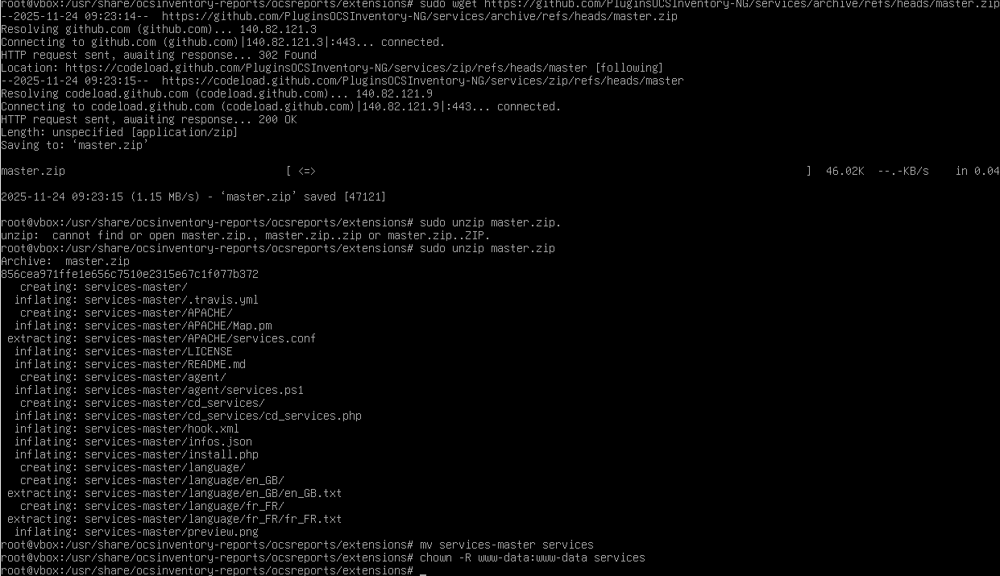 root@vbox:/usr/share/ocsinventory-reports/ocsreports/extensions# sudo wget https://github.com/PluginsOCSInventory-NG/services/archive/refs/heads/master.zip
--2025-11-24 09:23:14--  https://github.com/PluginsOCSInventory-NG/services/archive/refs/heads/master.zip
Resolving github.com (github.com)... 140.82.121.3
Connecting to github.com (github.com)|140.82.121.3|:443... connected.
HTTP request sent, awaiting response... 302 Found
Location: https://codeload.github.com/PluginsOCSInventory-NG/services/zip/refs/heads/master [following]
--2025-11-24 09:23:15--  https://codeload.github.com/PluginsOCSInventory-NG/services/zip/refs/heads/master
Resolving codeload.github.com (codeload.github.com)... 140.82.121.9
Connecting to codeload.github.com (codeload.github.com)|140.82.121.9|:443... connected.
HTTP request sent, awaiting response... 200 OK
Length: unspecified [application/zip]
Saving to: ‘master.zip’
master.zip                                  [ <=>                                                                            ]  46.02K  --.-KB/s    in 0.04
2025-11-24 09:23:15 (1.15 MB/s) - ‘master.zip’ saved [47121]
root@vbox:/usr/share/ocsinventory-reports/ocsreports/extensions# sudo unzip master.zip.
unzip:  cannot find or open master.zip., master.zip..zip or master.zip..ZIP.
root@vbox:/usr/share/ocsinventory-reports/ocsreports/extensions# sudo unzip master.zip
Archive:  master.zip
856cea971ffe1e656c7510e2315e67c1f077b372
   creating: services-master/
  inflating: services-master/.travis.yml
   creating: services-master/APACHE/
  inflating: services-master/APACHE/Map.pm
 extracting: services-master/APACHE/services.conf
  inflating: services-master/LICENSE
  inflating: services-master/README.md
   creating: services-master/agent/
  inflating: services-master/agent/services.ps1
   creating: services-master/cd_services/
  inflating: services-master/cd_services/cd_services.php
  inflating: services-master/hook.xml
  inflating: services-master/infos.json
  inflating: services-master/install.php
   creating: services-master/language/
   creating: services-master/language/en_GB/
 extracting: services-master/language/en_GB/en_GB.txt
   creating: services-master/language/fr_FR/
 extracting: services-master/language/fr_FR/fr_FR.txt
  inflating: services-master/preview.png
root@vbox:/usr/share/ocsinventory-reports/ocsreports/extensions# mv services-master services
root@vbox:/usr/share/ocsinventory-reports/ocsreports/extensions# chown -R www-data:www-data services
root@vbox:/usr/share/ocsinventory-reports/ocsreports/extensions# _